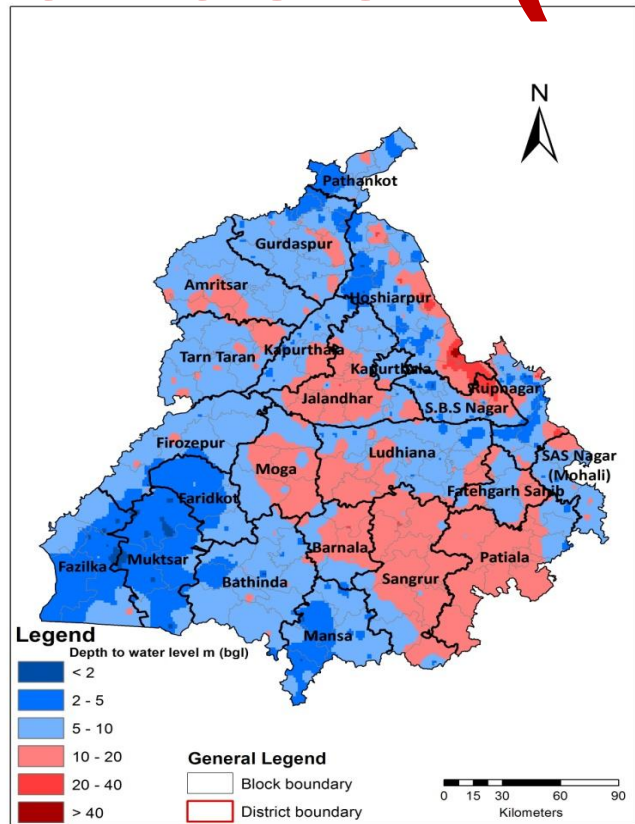 N
Pathankot
Gurdaspur
Amritsar
Hoshiarpur
Tarn Taran
Kapurthala
Kapurthala
Jalandhar
Rupnagar
S.B.S Nagar
Firozepur
Moga
Ludhiana
SAS Nagar
(Mohali)
Faridkot
Fatehgarh Sahib
Fazilka
Muktsar
Barnala
Patiala
Bathinda
Sangrur
Mansa
Legend
Depth to water level m (bgl)
< 2
2 - 5
5 - 10
10 - 20
20 - 40
> 40
General Legend
Block boundary
District boundary
0 15 30 60 90
Kilometers